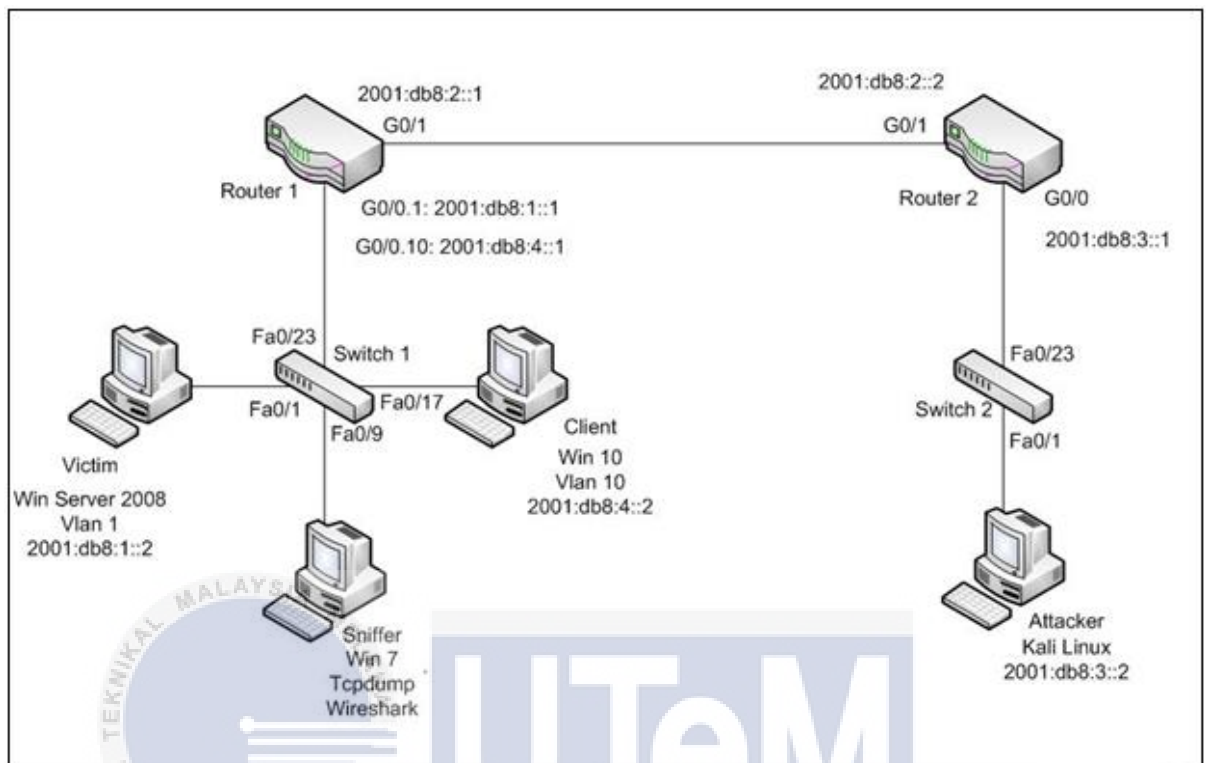 2001:db8:2::1
G0/1
2001:db8:2::2
G0/1
Router 1
Router 2
G0/0
G0/0.1: 2001:db8:1::1
G0/0.10: 2001:db8:4::1
2001:db8:3::1
Fa0/23
Switch 1
Fa0/1
Fa0/17
Fa0/9
Fa0/23
Switch 2
Fa0/1
Victim
Win Server 2008
Vlan 1
2001:db8:1::2
Client
Win 10
Vlan 10
2001:db8:4::2
Sniffer
Win 7
Tcpdump
Wireshark
Attacker
Kali Linux
2001:db8:3::2
TEKNIKAL MALAYS
UTeM